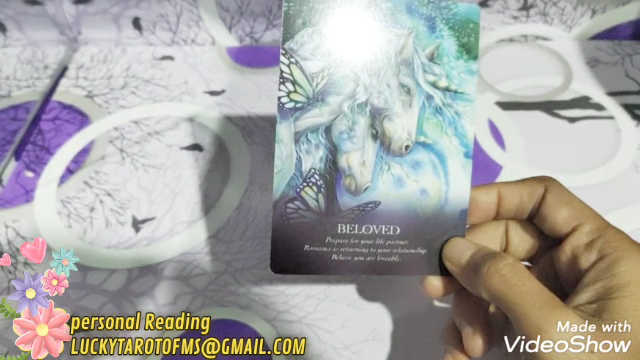 BELOVED
Prepare for your life partner.
Romance is returning to your relationship.
Believe you are loveable.
personal Reading
LUCKYTAROTOFMS@GMAIL.COM
Made with
VideoShow